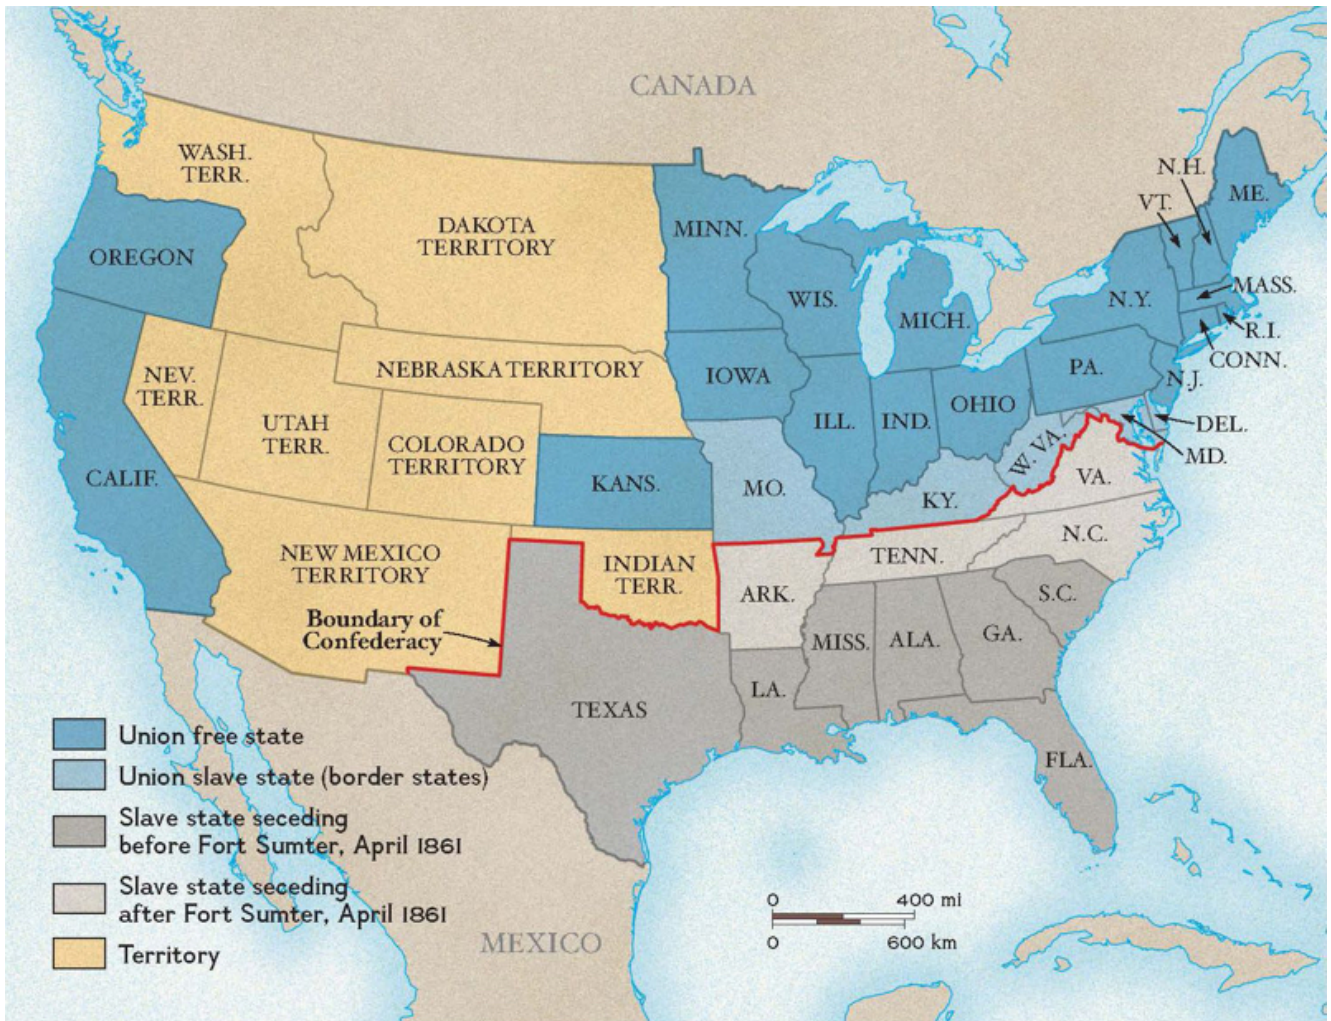 CANADA
N.H.
WASH.
TERR.
VT.
ME.
DAKOTA
TERRITORY
MINN.
OREGON
WIS.
N.Y.
MASS.
MICH.
R.I.
CONN.
NEBRASKA TERRITORY
NEV.
TERR.
IOWA
PA.
N.J.
OHIO
UTAH
TERR.
ILL.
IND.
DEL.
COLORADO
TERRITORY
W. VA.
MD.
CALIF.
KANS.
MO.
VA.
KY.
NEW MEXICO
TERRITORY
INDIAN
TERR.
TENN.
N.C.
ARK.
S.C.
Boundary of
Confederacy
MISS.
ALA.
GA.
LA.
TEXAS
FLA.
Union free state
Union slave state (border states)
Slave state seceding
before Fort Sumter, April 1861
Slave state seceding
after Fort Sumter, April 1861
Territory
MEXICO
0 400 mi
0 600 km